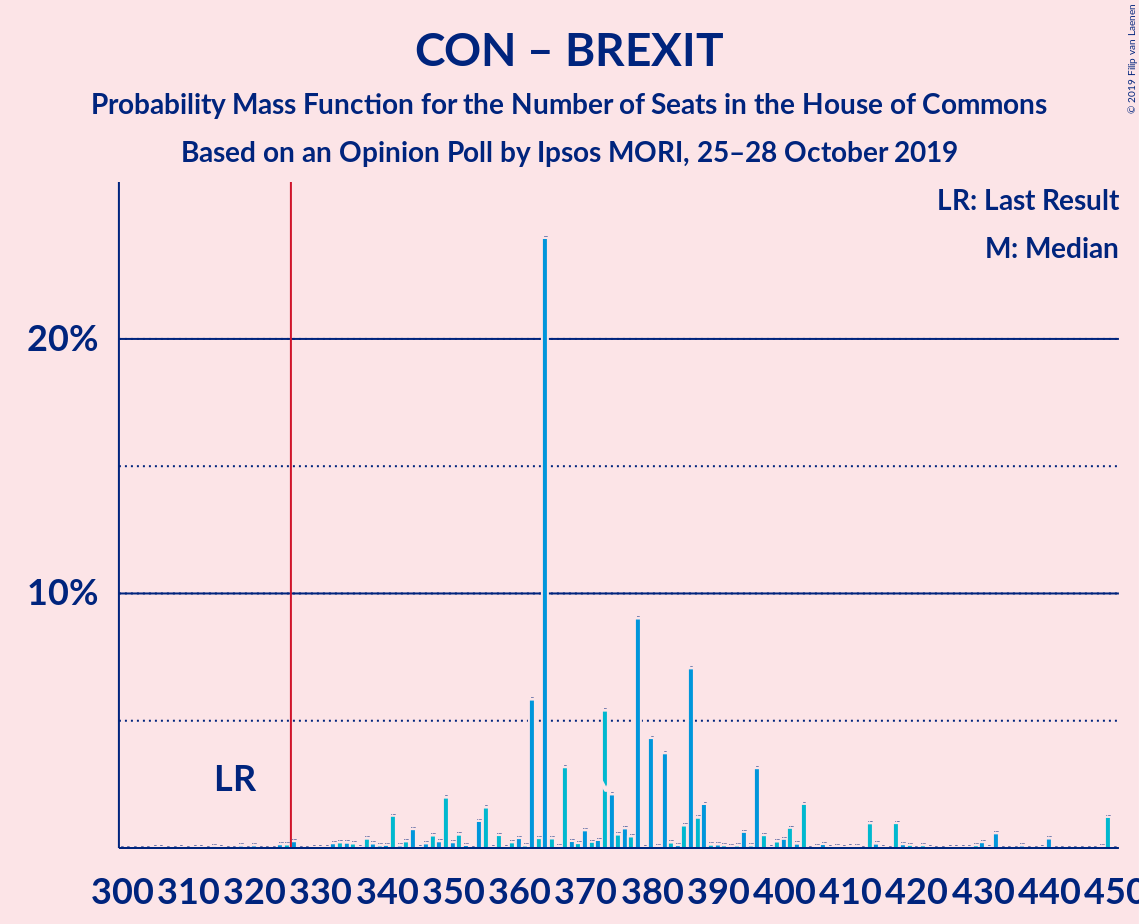 CON – BREXIT
Probability Mass Function for the Number of Seats in the House of Commons
Based on an Opinion Poll by Ipsos MORI, 25–28 October 2019
© 2019 Filip van Laenen
LR: Last Result
M: Median
20%
10%
LR
300 310 320 330 340 350 360 370 380 390 400 410 420 430 440 450